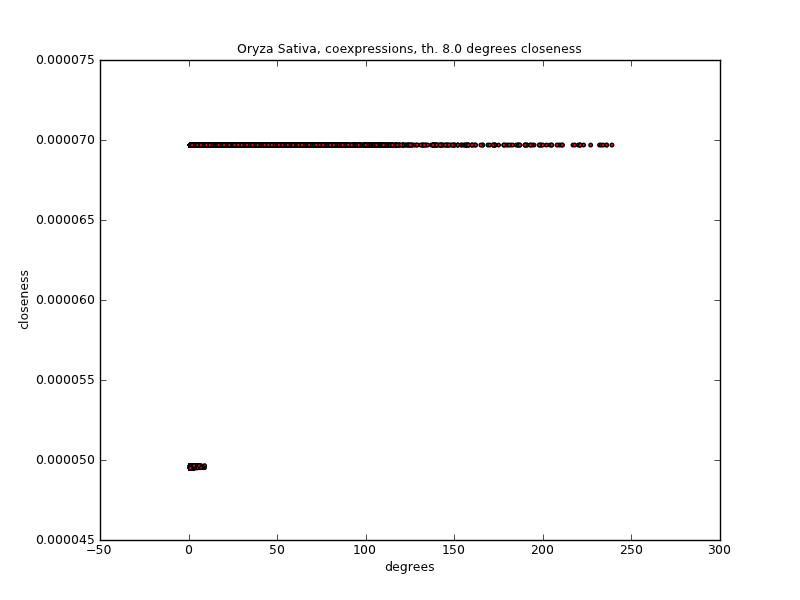 Oryza Sativa, coexpressions, th. 8.0 degrees closeness
0.000075
0.000070
0.000065
0.000060
0.000055
0.000050
0.000045
closeness
−50 0 50 100 150 200 250 300
degrees